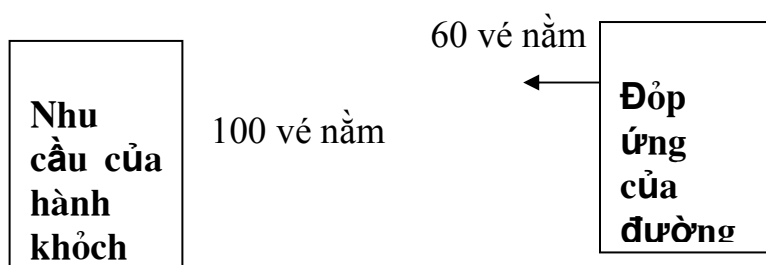 60 vé nằm
Nhu
cầu của
hành
khỏch
100 vé nằm
Đỏp
ứng
của
đường